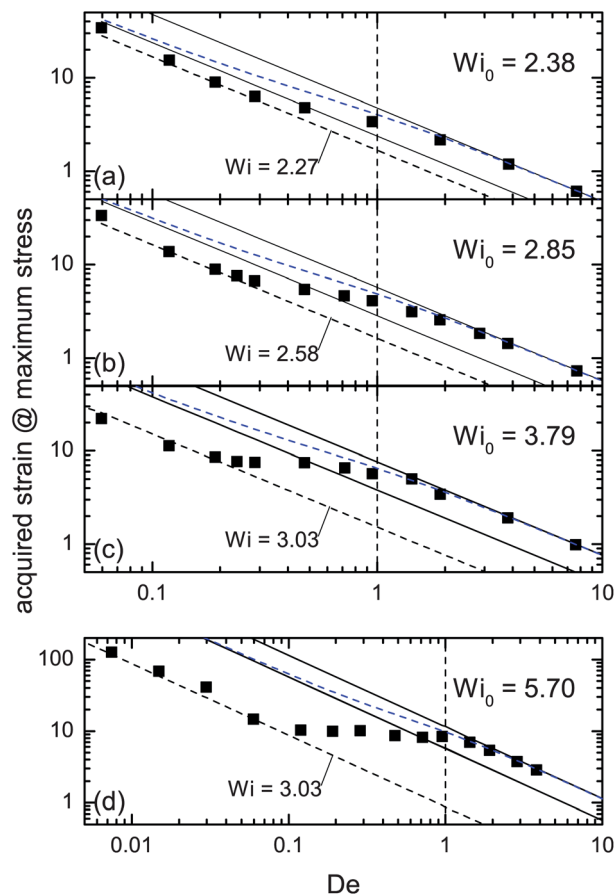 10
1
Wi0 = 2.38
Wi = 2.27
(a)
10
1
Wi0 = 2.85
Wi = 2.58
(b)
10
1
Wi0 = 3.79
Wi = 3.03
(c)
0.1
1
10
acquired strain @ maximum stress
100
10
1
Wi0 = 5.70
Wi = 3.03
(d)
0.01
0.1
1
10
De